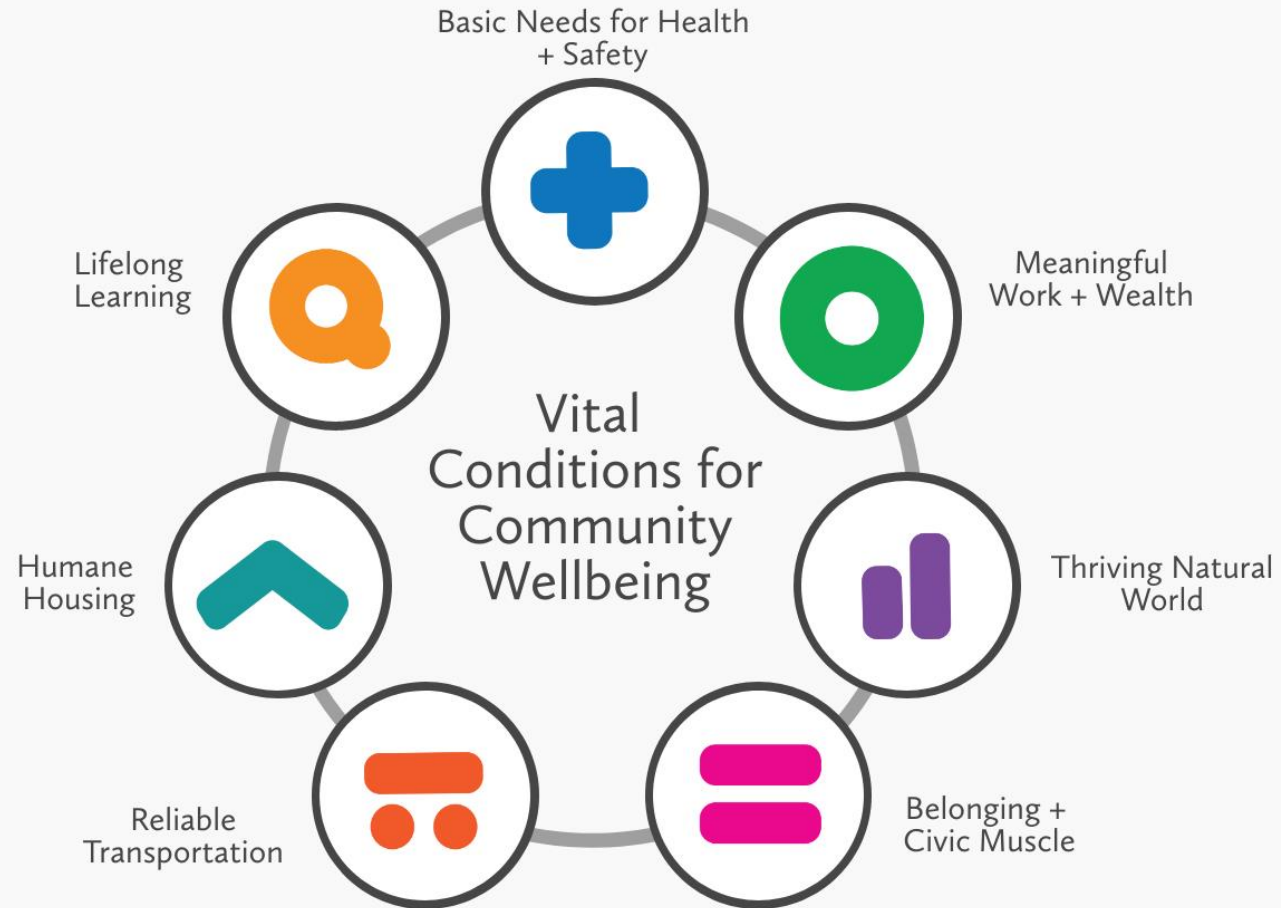 Basic Needs for Health
+ Safety
Lifelong
Learning
Meaningful
Work + Wealth
Vital
Conditions for
Community
Wellbeing
Humane
Housing
Thriving Natural
World
Reliable
Transportation
Belonging +
Civic Muscle